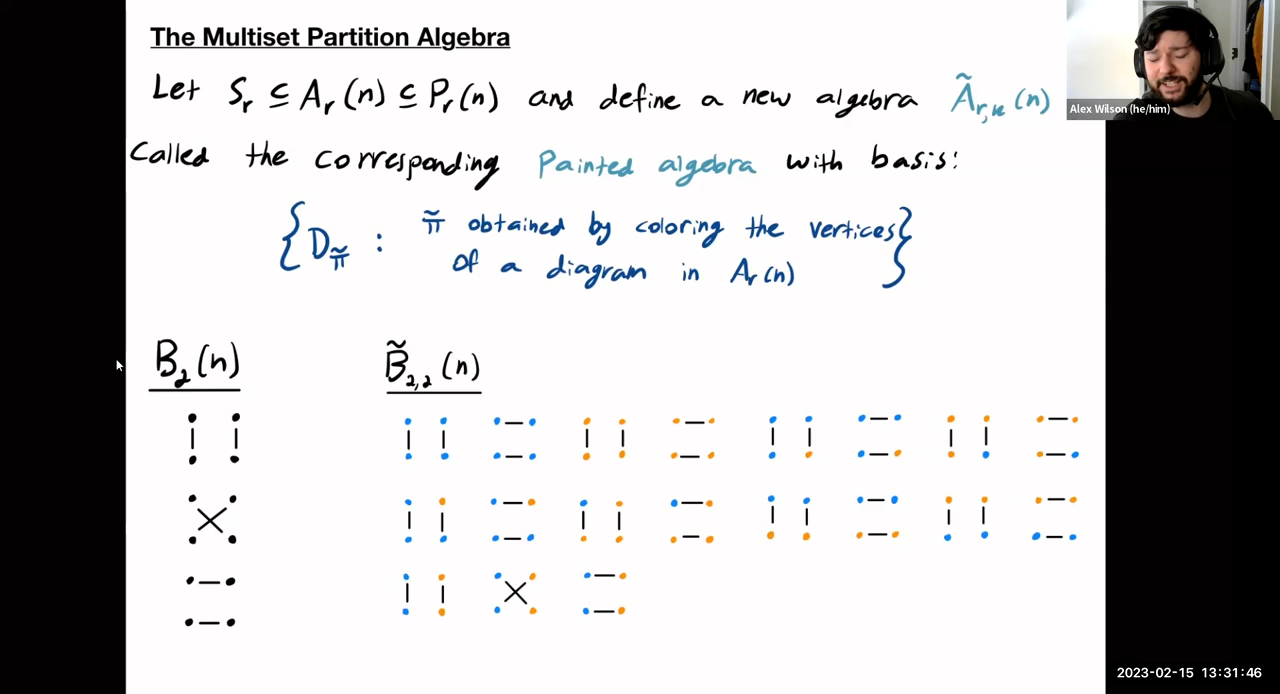 The Multiset Partition Algebra
Let Sᵣ ⊆ Aᵣ(n) ⊆ Pᵣ(n) and define a new algebra Ãᵣ,ₖ(n)
Called the corresponding Painted algebra with basis:
{D_π̃ : π̃ obtained by coloring the vertices
of a diagram in Aᵣ(n)}
B₂(n) B̃₂,₂(n)
Alex Wilson (he/him)
2023-02-15 13:31:46